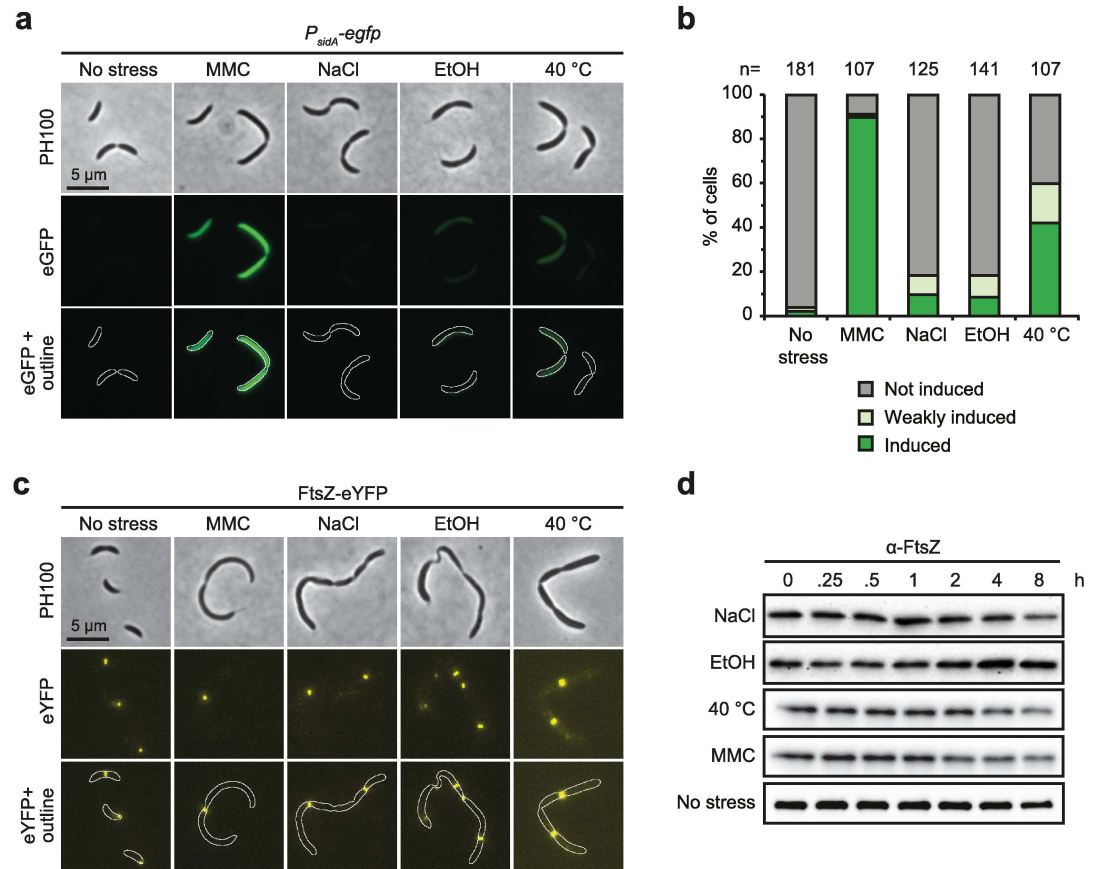 a
P_sidA-egfp
No stress MMC NaCl EtOH 40 °C
PH100
5 µm
eGFP
eGFP +
outline
b
n= 181 107 125 141 107
% of cells
100
80
60
40
20
0
No stress MMC NaCl EtOH 40 °C
Not induced
Weakly induced
Induced
c
FtsZ-eYFP
No stress MMC NaCl EtOH 40 °C
PH100
5 µm
eYFP
eYFP+
outline
d
α-FtsZ
0 .25 .5 1 2 4 8 h
NaCl
EtOH
40 °C
MMC
No stress